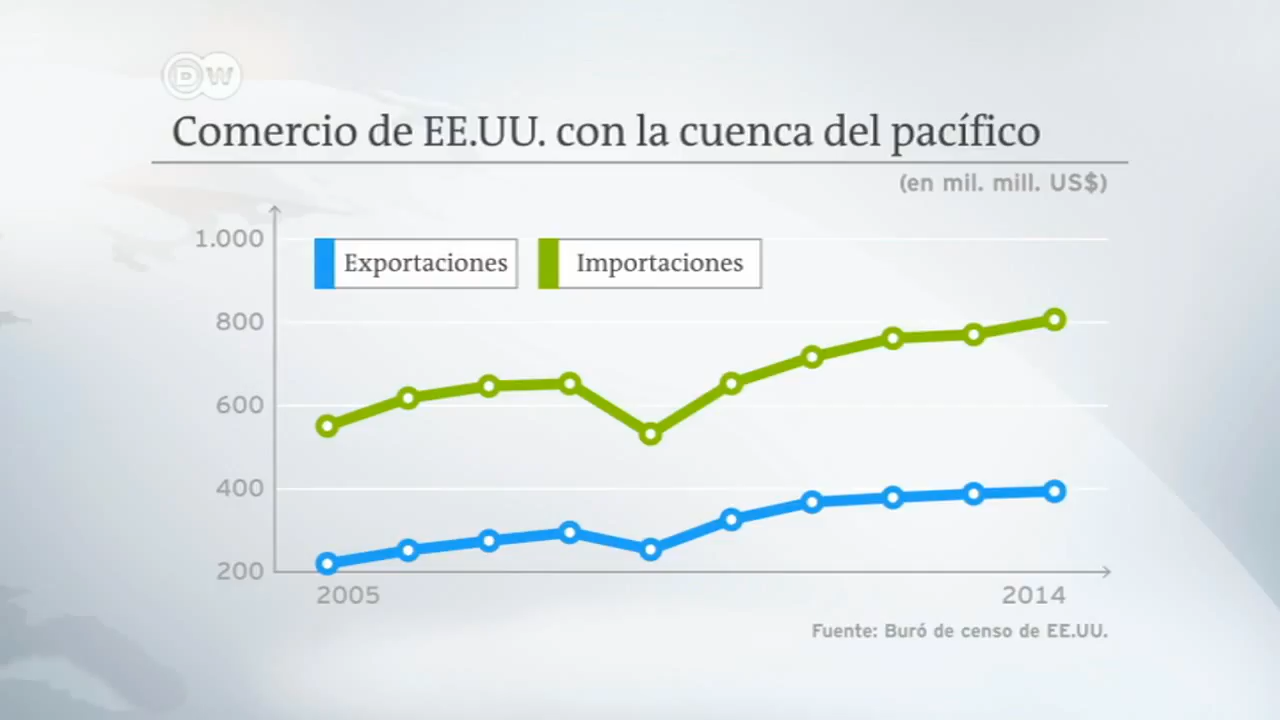 DW
Comercio de EE.UU. con la cuenca del pacífico
(en mil. mill. US$)
1.000
Exportaciones
Importaciones
800
600
400
200
2005
2014
Fuente: Buró de censo de EE.UU.